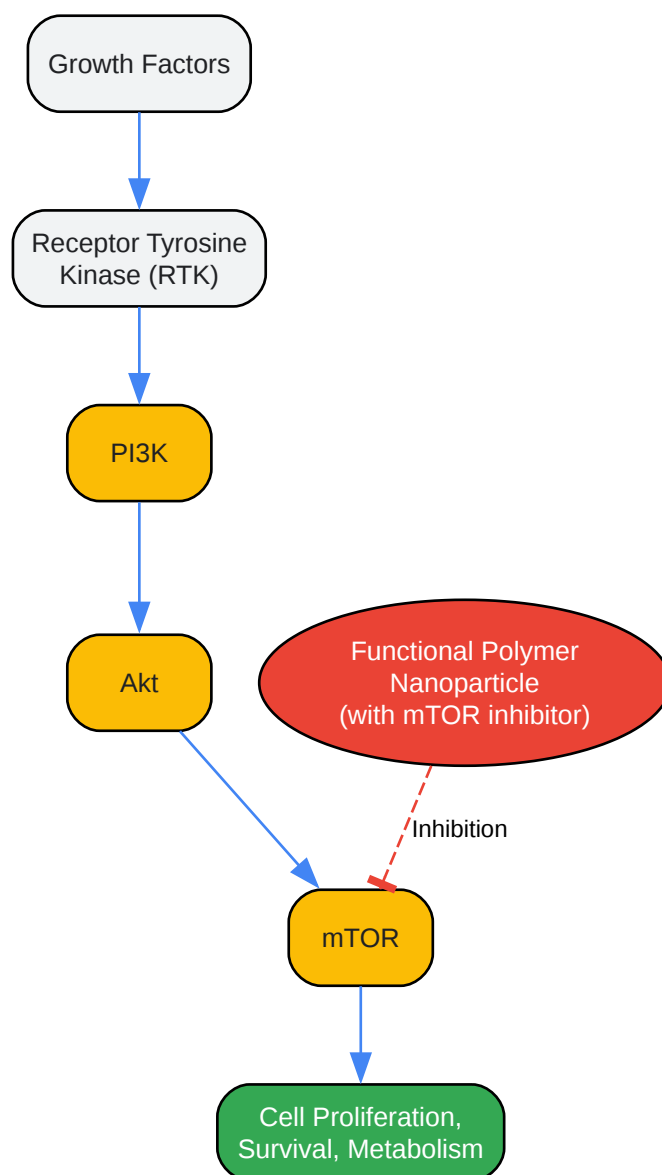 Growth Factors
Receptor Tyrosine
Kinase (RTK)
PI3K
Akt
Functional Polymer
Nanoparticle
(with mTOR inhibitor)
Inhibition
mTOR
Cell Proliferation,
Survival, Metabolism